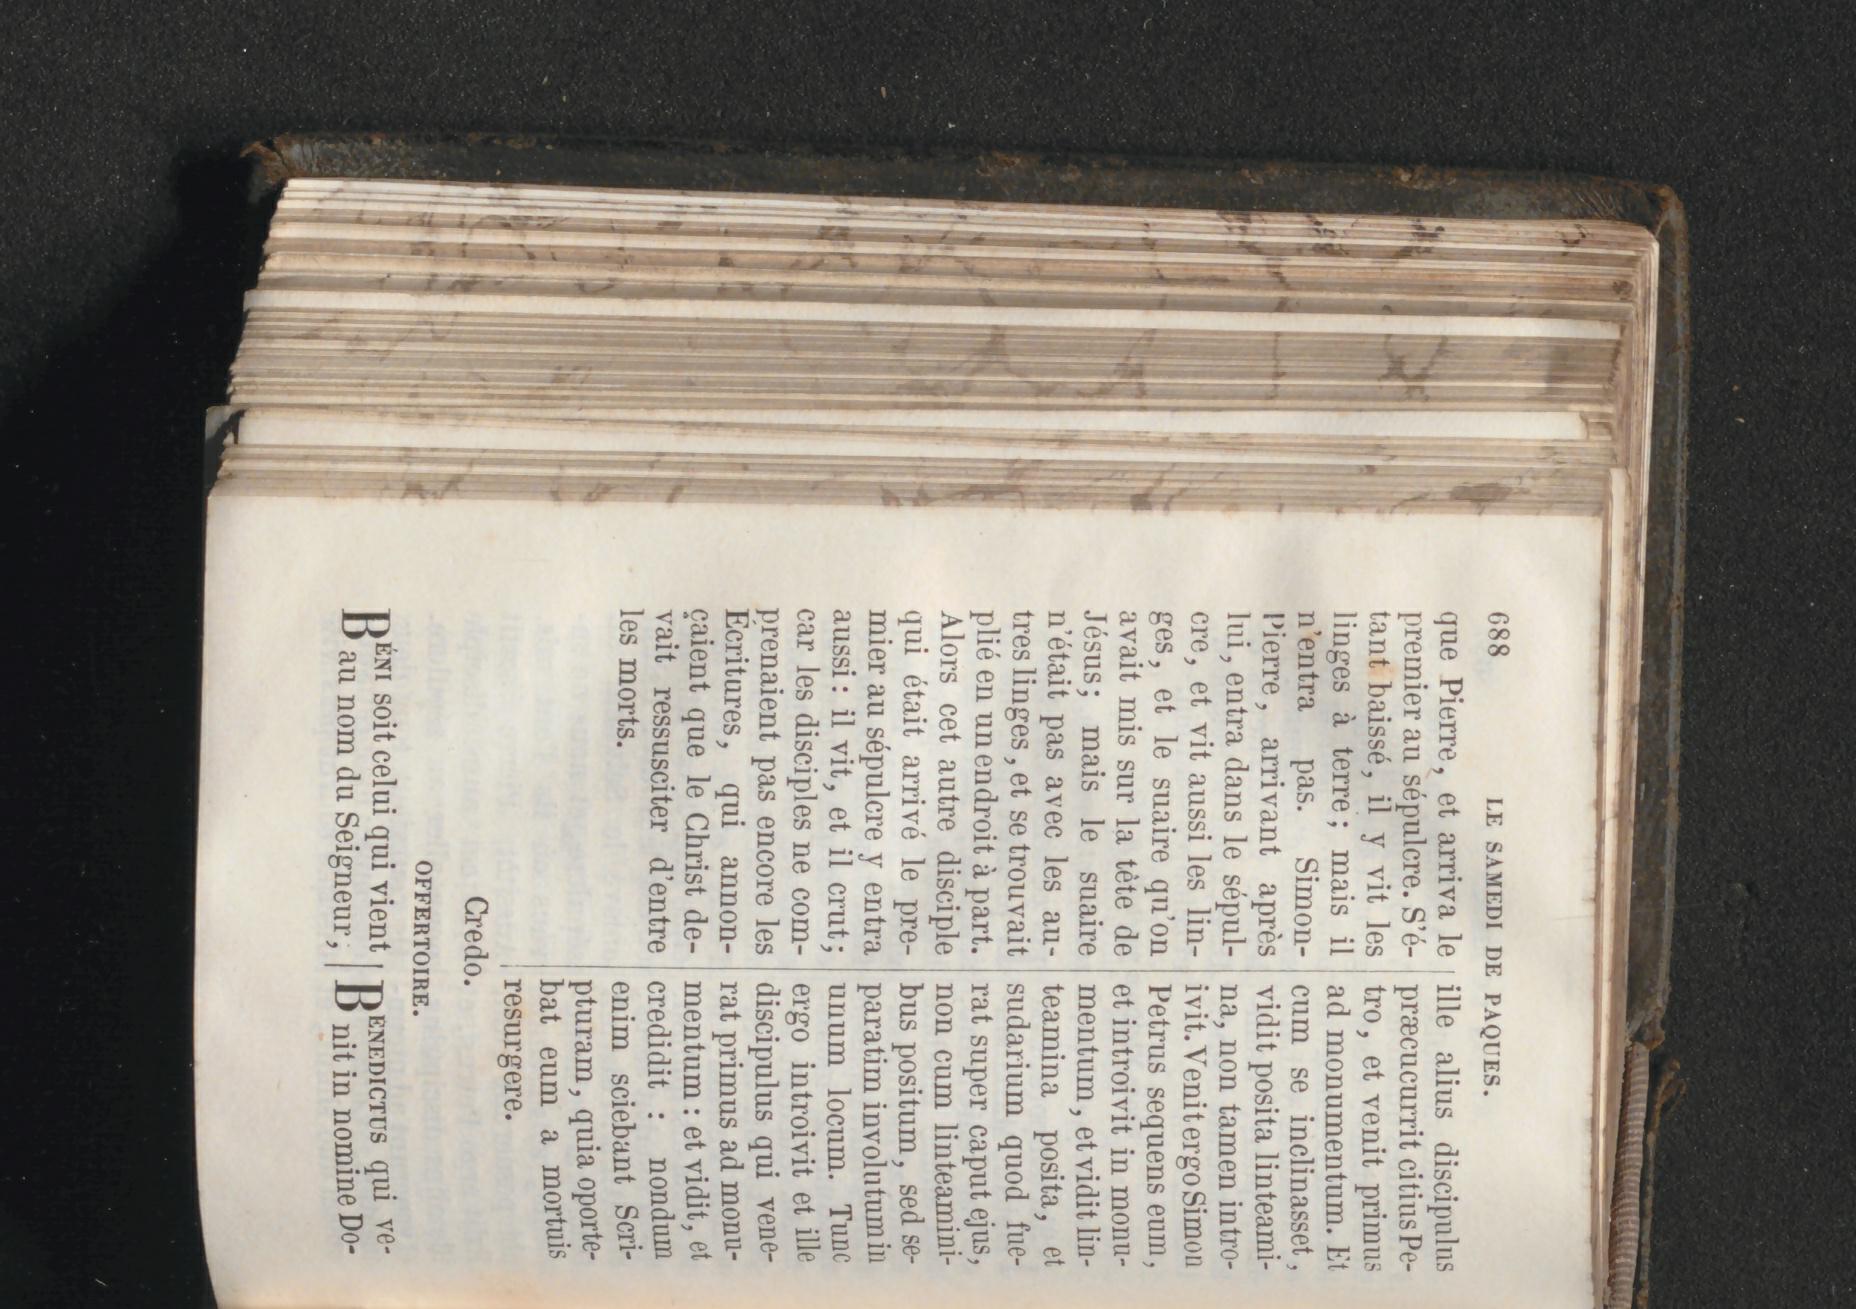 688
LE SAMEDI DE PAQUES.
que Pierre, et arriva le
premier au sépulcre. S'é-
tant baissé, il y vit les
linges à terre; mais il
n'entra pas. Simon-
Pierre, arrivant après
lui, entra dans le sépul-
cre, et vit aussi les lin-
ges, et le suaire qu'on
avait mis sur la tête de
Jésus; mais le suaire
n'était pas avec les au-
tres linges, et se trouvait
plié en un endroit à part.
Alors cet autre disciple
qui était arrivé le pre-
mier au sépulcre y entra
aussi: il vit, et il crut;
car les disciples ne com-
prenaient pas encore les
Ecritures, qui annon-
çaient que le Christ de-
vait ressusciter d'entre
les morts.
ille alius discipulus
præcucurrit citius Pe-
tro, et venit primus
ad monumentum. Et
cum se inclinasset,
vidit posita linteami-
na, non tamen intro-
ivit. Venit ergo Simon
Petrus sequens eum,
et introivit in monu-
mentum, et vidit lin-
teamina posita, et
sudarium quod fue-
rat super caput ejus,
non cum linteamini-
bus positum, sed se-
paratim involutum in
unum locum. Tunc
ergo introivit et ille
discipulus qui vene-
rat primus ad monu-
mentum: et vidit, et
credidit: nondum
enim sciebant Scri-
pturam, quia oporte-
bat eum a mortuis
resurgere.
Credo.
OFFERTOIRE.
BÉNI soit celui qui vient
au nom du Seigneur;
BENEDICTUS qui ve-
nit in nomine Do-